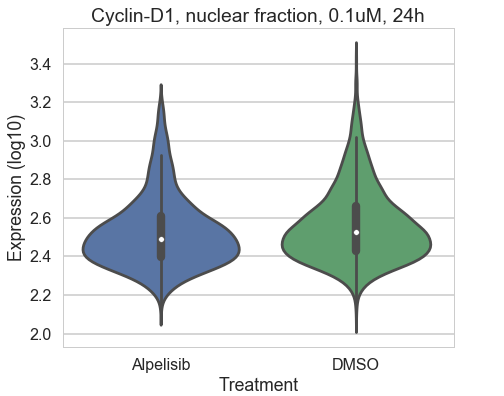 Cyclin-D1, nuclear fraction, 0.1uM, 24h
Expression (log10)
3.4
3.2
3.0
2.8
2.6
2.4
2.2
2.0
Alpelisib DMSO
Treatment